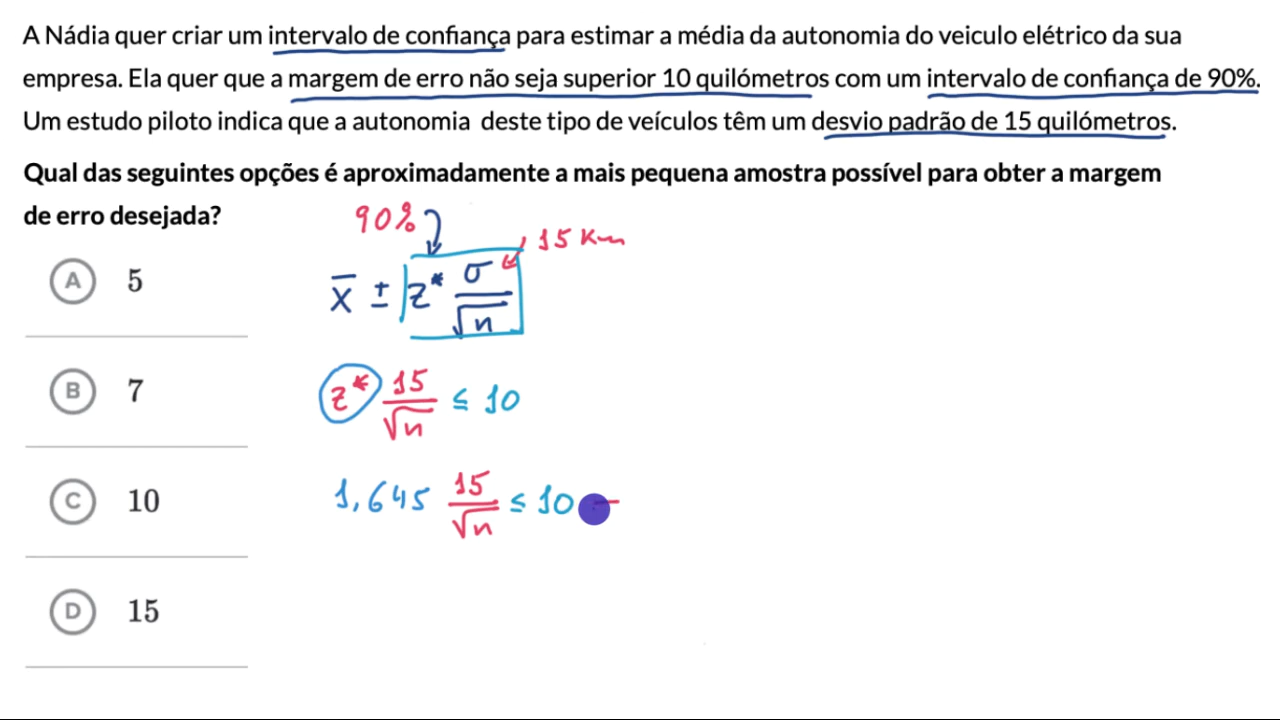 A Nádia quer criar um intervalo de confiança para estimar a média da autonomia do veiculo elétrico da sua
empresa. Ela quer que a margem de erro não seja superior 10 quilómetros com um intervalo de confiança de 90%.
Um estudo piloto indica que a autonomia deste tipo de veículos têm um desvio padrão de 15 quilómetros.
Qual das seguintes opções é aproximadamente a mais pequena amostra possível para obter a margem
de erro desejada?
90%
15 Km
A 5
x̄ ± z* σ/√n
B 7
z* 15/√n ≤ 10
C 10
1,645 15/√n ≤ 10
D 15